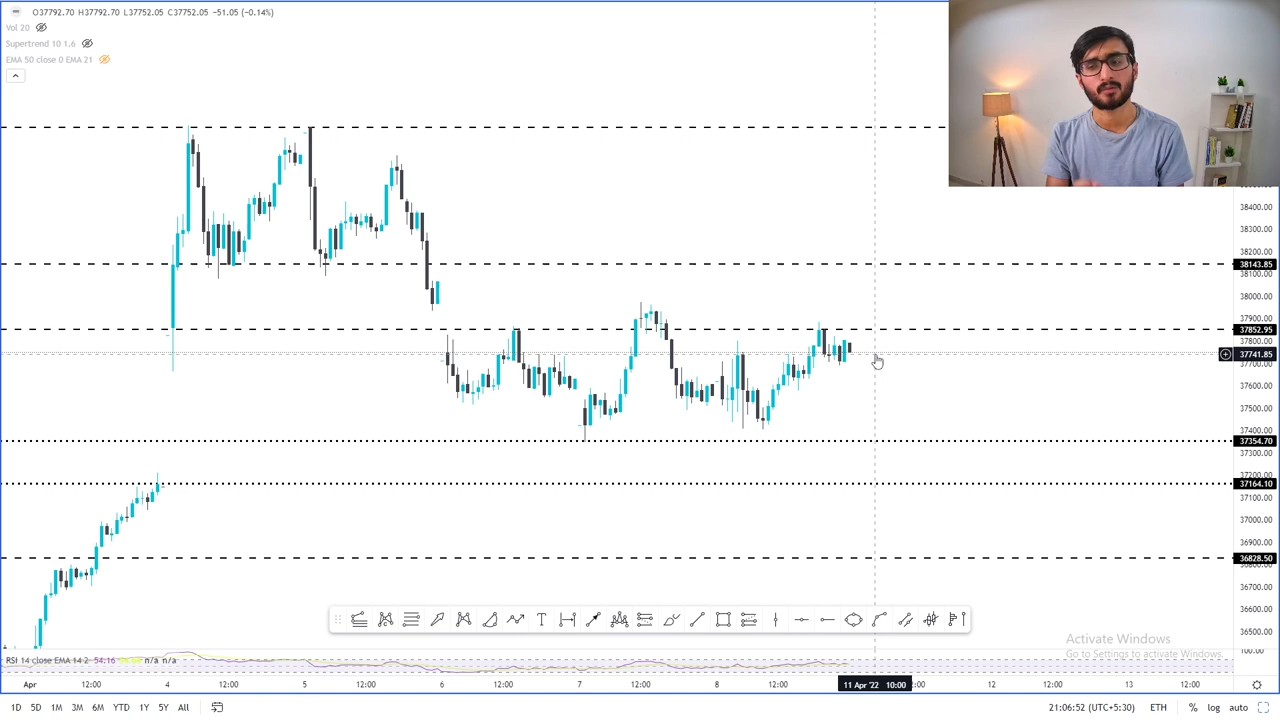 O37792.70 H37792.70 L37752.05 C37752.05 −51.05 (−0.14%)
Vol 20
Supertrend 10 1.6
EMA 50 close 0 EMA 21
38400.00
38300.00
38200.00
38143.85
38100.00
38000.00
37900.00
37852.95
37800.00
37741.85
37700.00
37600.00
37500.00
37400.00
37354.70
37300.00
37164.10
37100.00
37000.00
36900.00
36828.50
36700.00
36600.00
36500.00
Activate Windows
Go to Settings to activate Windows.
100.00
RSI 14 close EMA 14 2 54.16 n/a n/a
Apr 12:00 4 12:00 5 12:00 6 12:00 7 12:00 8 12:00 11 Apr '22 10:00 12 12:00 13 12:00
1D 5D 1M 3M 6M YTD 1Y 5Y All 21:06:52 (UTC+5:30) ETH % log auto